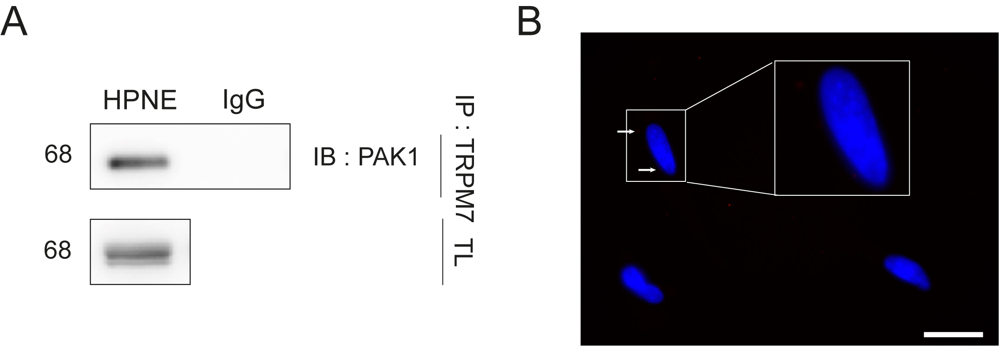 A
B
HPNE IgG
68
IB : PAK1
IP : TRPM7
68
TL